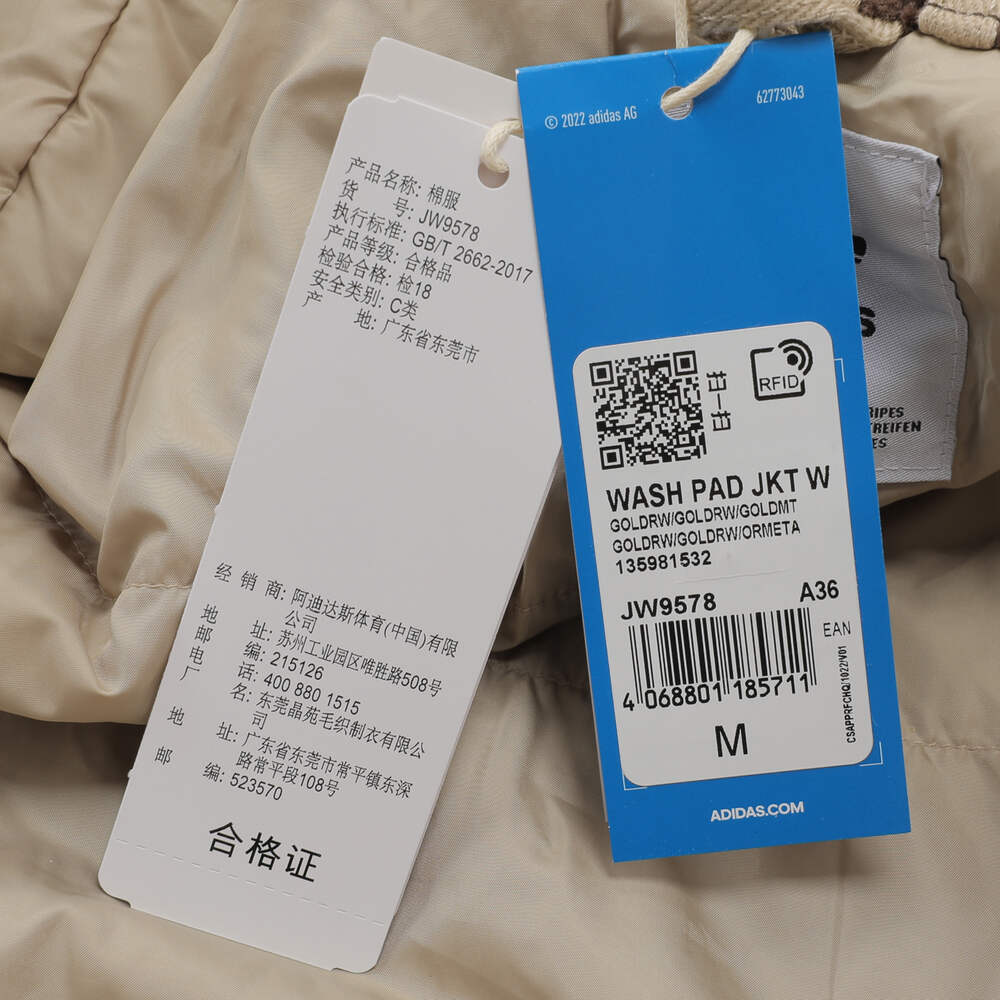 产品名称: 棉服
货 号: JW9578
执行标准: GB/T 2662-2017
产品等级: 合格品
检验合格: 检18
安全类别: C类
产 地: 广东省东莞市
经 销 商: 阿迪达斯体育(中国)有限
公司
地 址: 苏州工业园区唯胜路508号
邮 编: 215126
电 话: 400 880 1515
厂 名: 东莞晶苑毛织制衣有限公
司
地 址: 广东省东莞市常平镇东深
路常平段108号
邮 编: 523570
合格证
© 2022 adidas AG
62773043
RFID
WASH PAD JKT W
GOLDRW/GOLDRW/GOLDMT
GOLDRW/GOLDRW/ORMETA
135981532
JW9578 A36
EAN
4 068801 185711
M
CSAPPRFCHQ/1022/V01
ADIDAS.COM